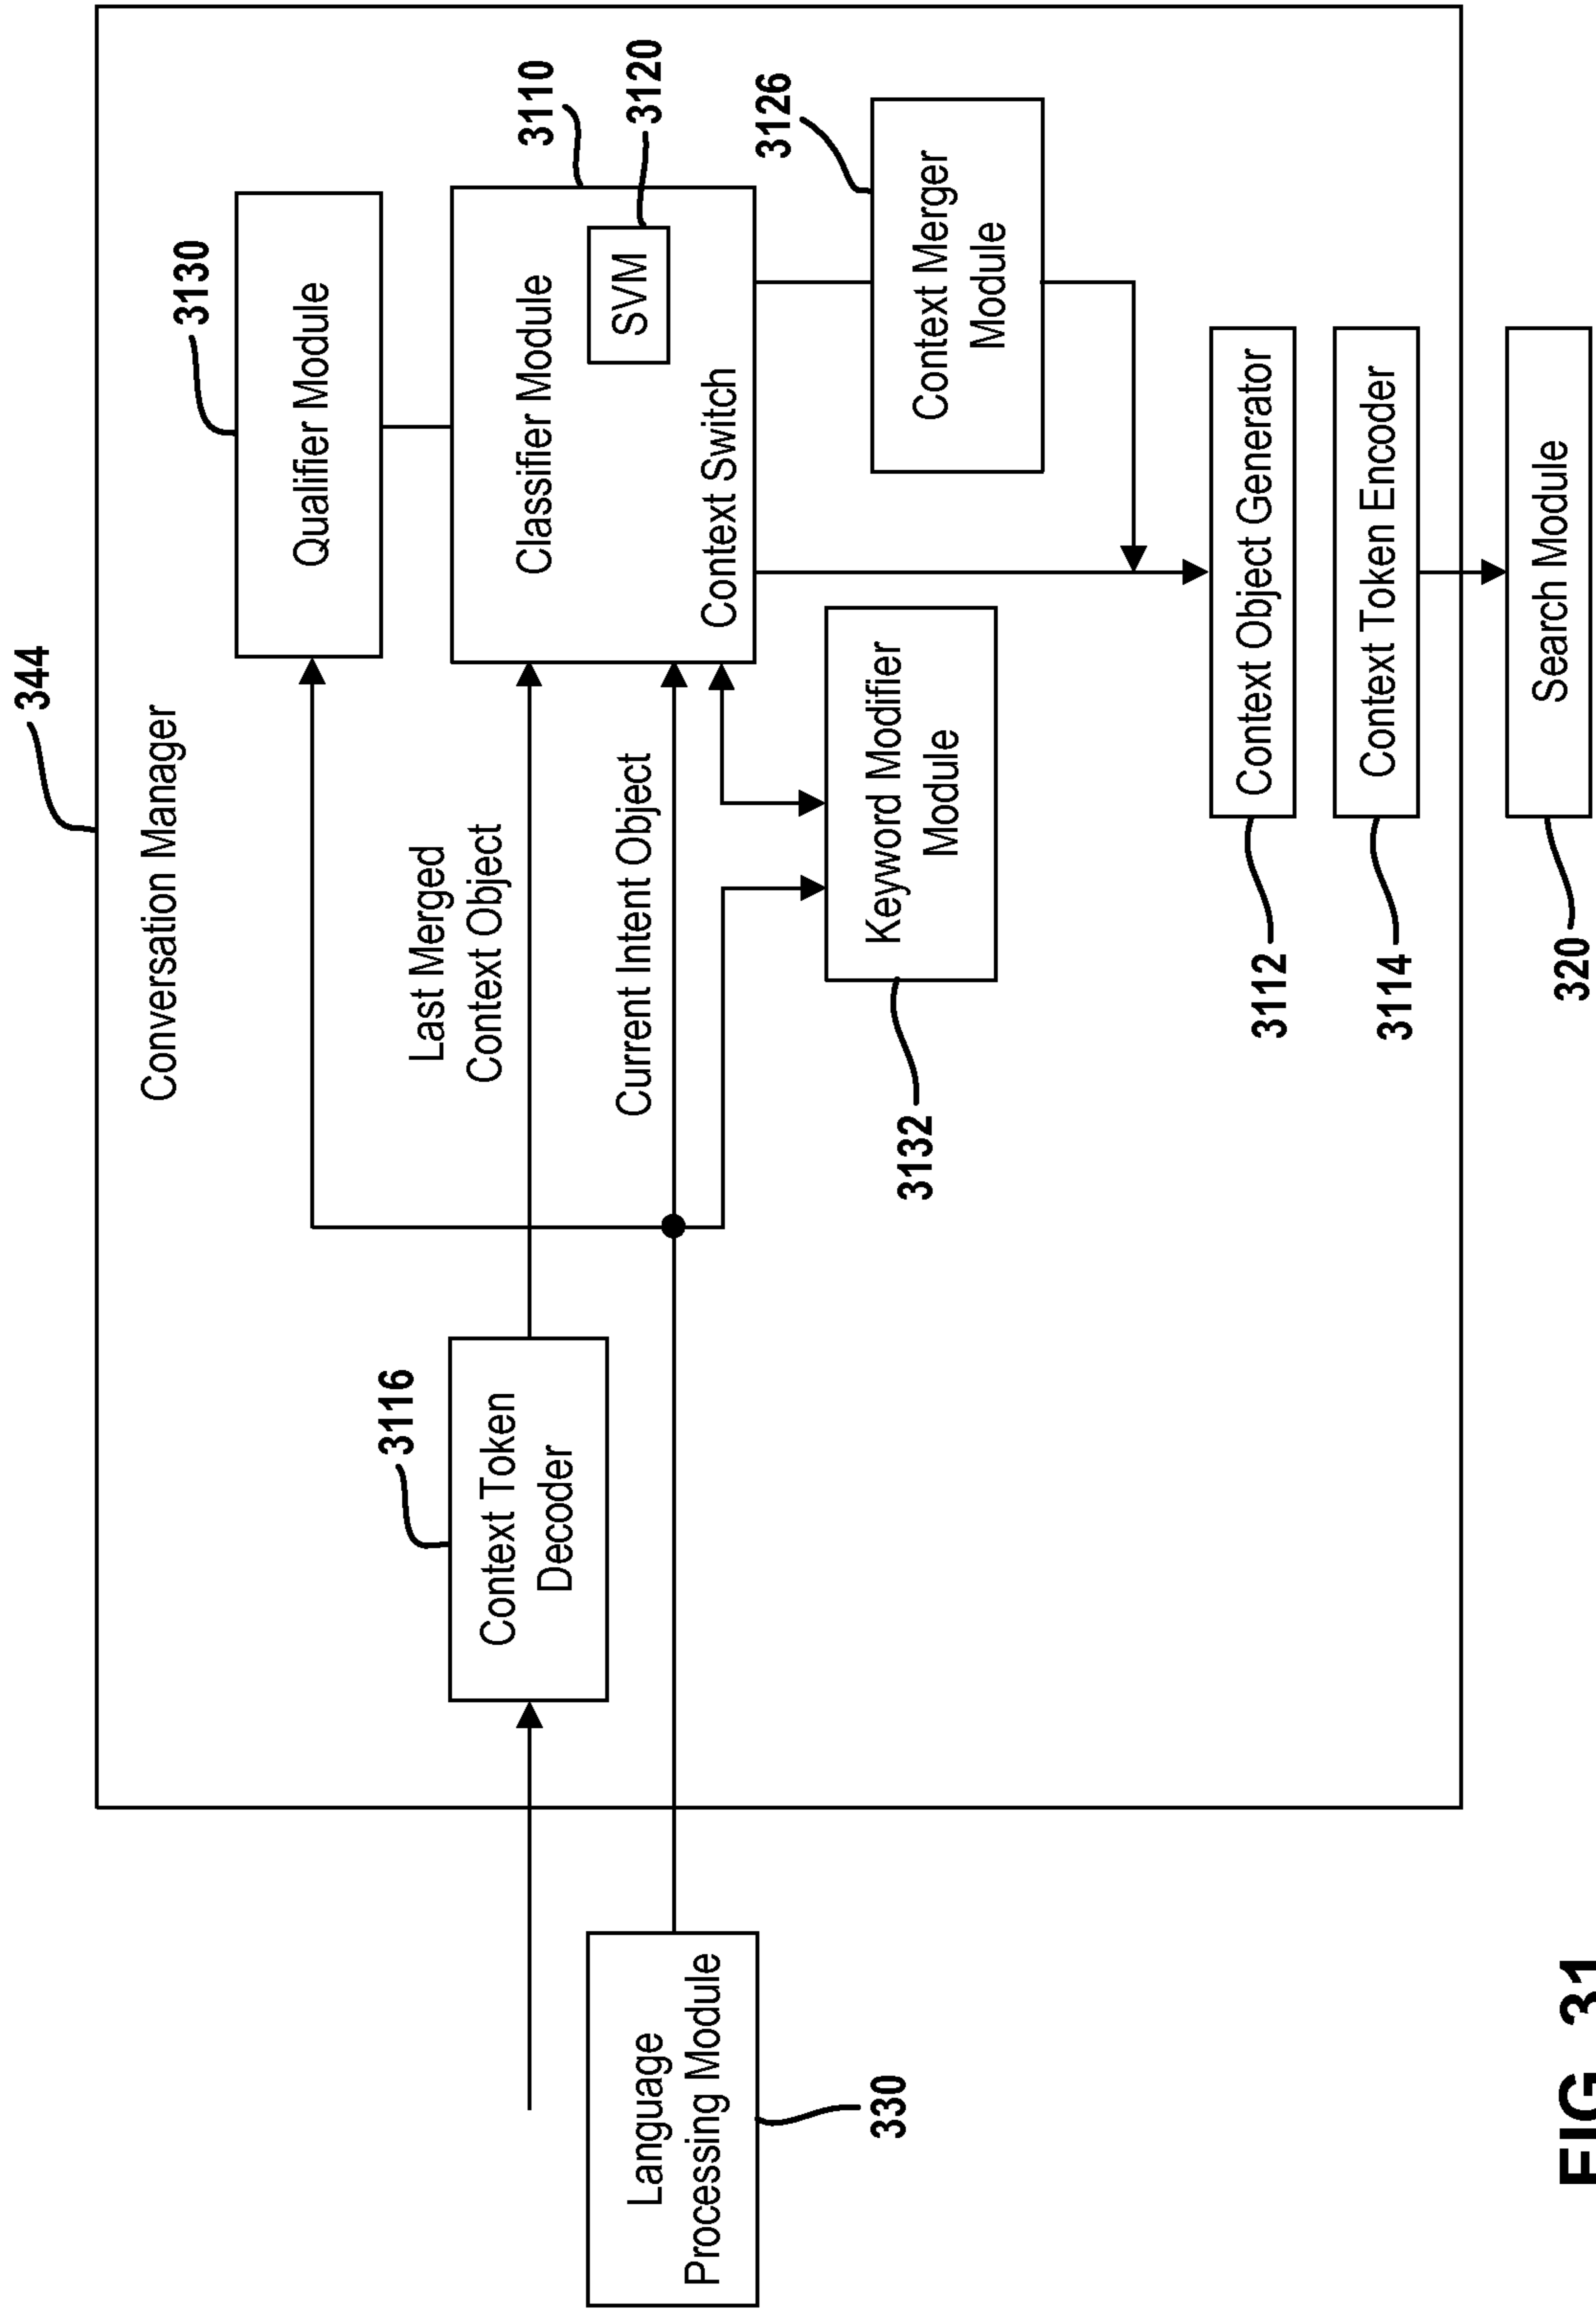 344
Conversation Manager
3130
Qualifier Module
3110
3120
Classifier Module
SVM
Context Switch
3116
Context Token
Decoder
Last Merged
Context Object
Current Intent Object
3126
Context Merger
Module
Keyword Modifier
Module
3132
Language
Processing Module
330
Context Object Generator
3112
Context Token Encoder
3114
Search Module
320
FIG. 31